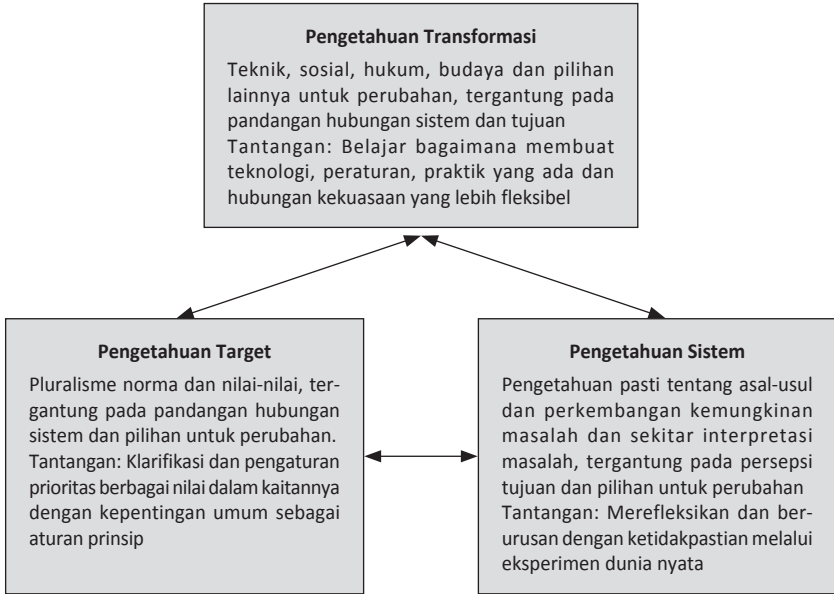 Pengetahuan Transformasi
Teknik, sosial, hukum, budaya dan pilihan
lainnya untuk perubahan, tergantung pada
pandangan hubungan sistem dan tujuan
Tantangan: Belajar bagaimana membuat
teknologi, peraturan, praktik yang ada dan
hubungan kekuasaan yang lebih fleksibel
Pengetahuan Target
Pluralisme norma dan nilai-nilai, ter-
gantung pada pandangan hubungan
sistem dan pilihan untuk perubahan.
Tantangan: Klarifikasi dan pengaturan
prioritas berbagai nilai dalam kaitannya
dengan kepentingan umum sebagai
aturan prinsip
Pengetahuan Sistem
Pengetahuan pasti tentang asal-usul
dan perkembangan kemungkinan
masalah dan sekitar interpretasi
masalah, tergantung pada persepsi
tujuan dan pilihan untuk perubahan
Tantangan: Merefleksikan dan ber-
urusan dengan ketidakpastian melalui
eksperimen dunia nyata